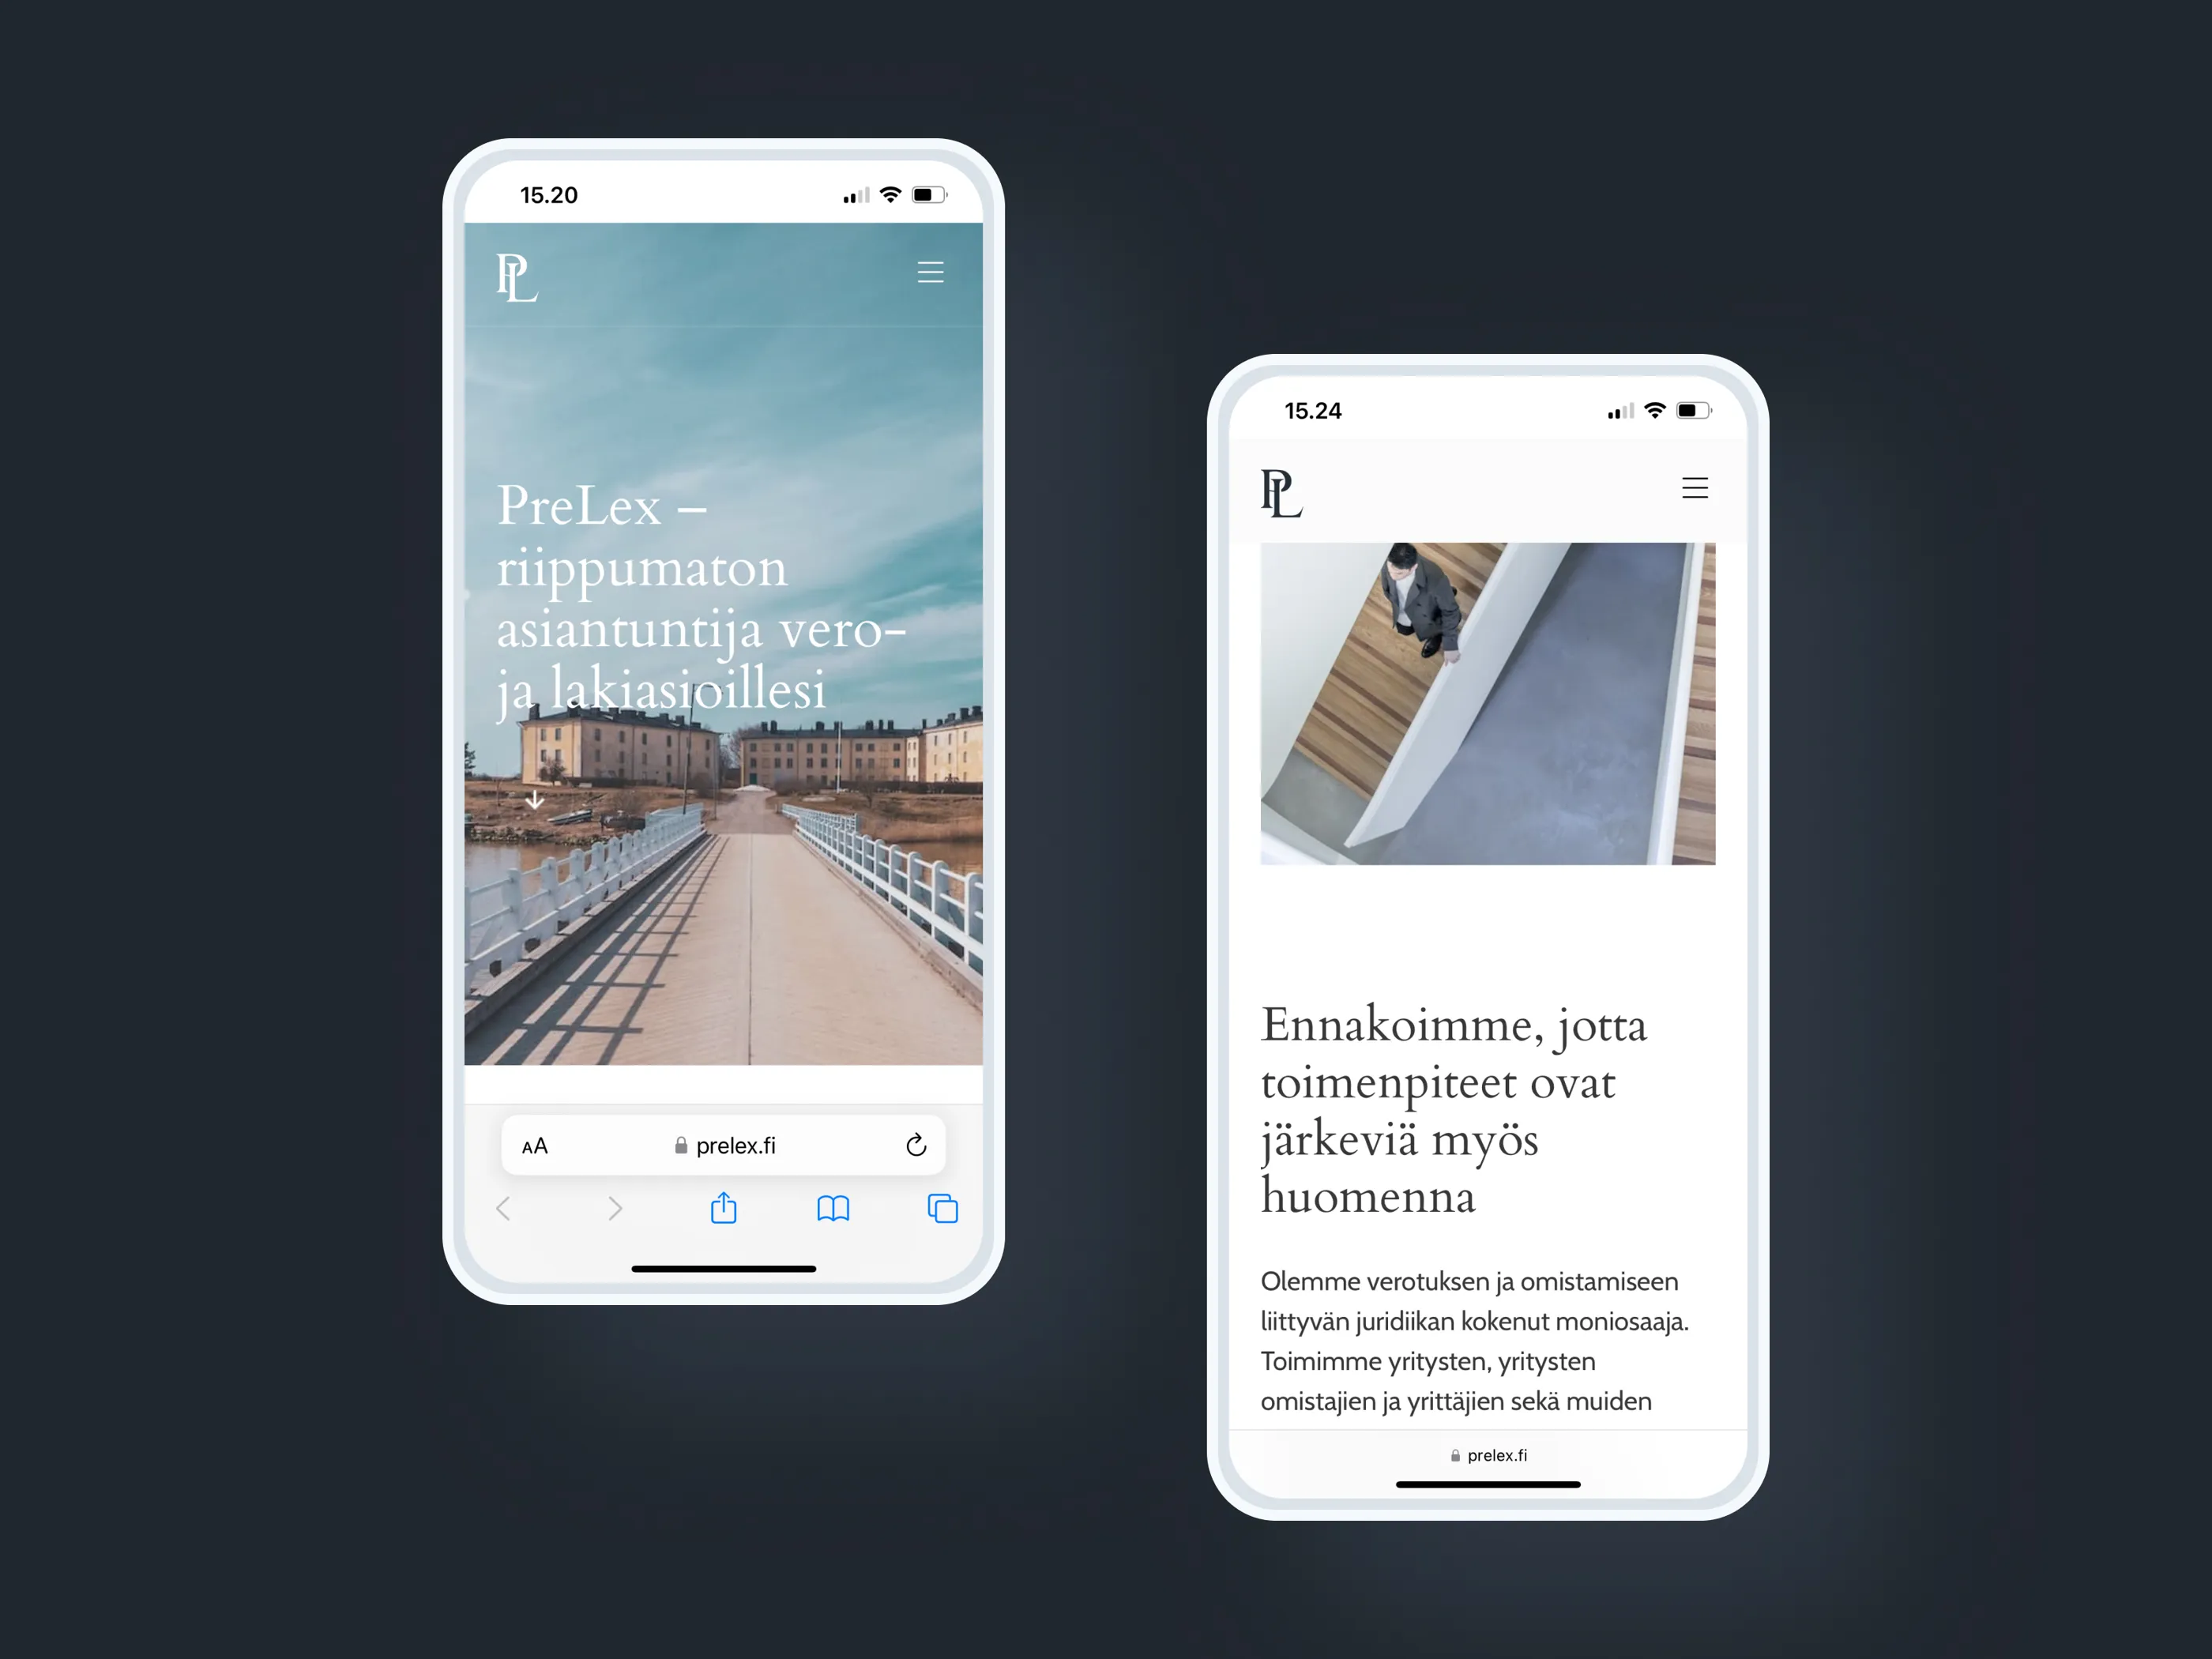 15.20
PL
PreLex –
riippumaton
asiantuntija vero-
ja lakiasioillesi
AA
prelex.fi
15.24
PL
Ennakoimme, jotta
toimenpiteet ovat
järkeviä myös
huomenna
Olemme verotuksen ja omistamiseen
liittyvän juridiikan kokenut moniosaaja.
Toimimme yritysten, yritysten
omistajien ja yrittäjien sekä muiden
prelex.fi